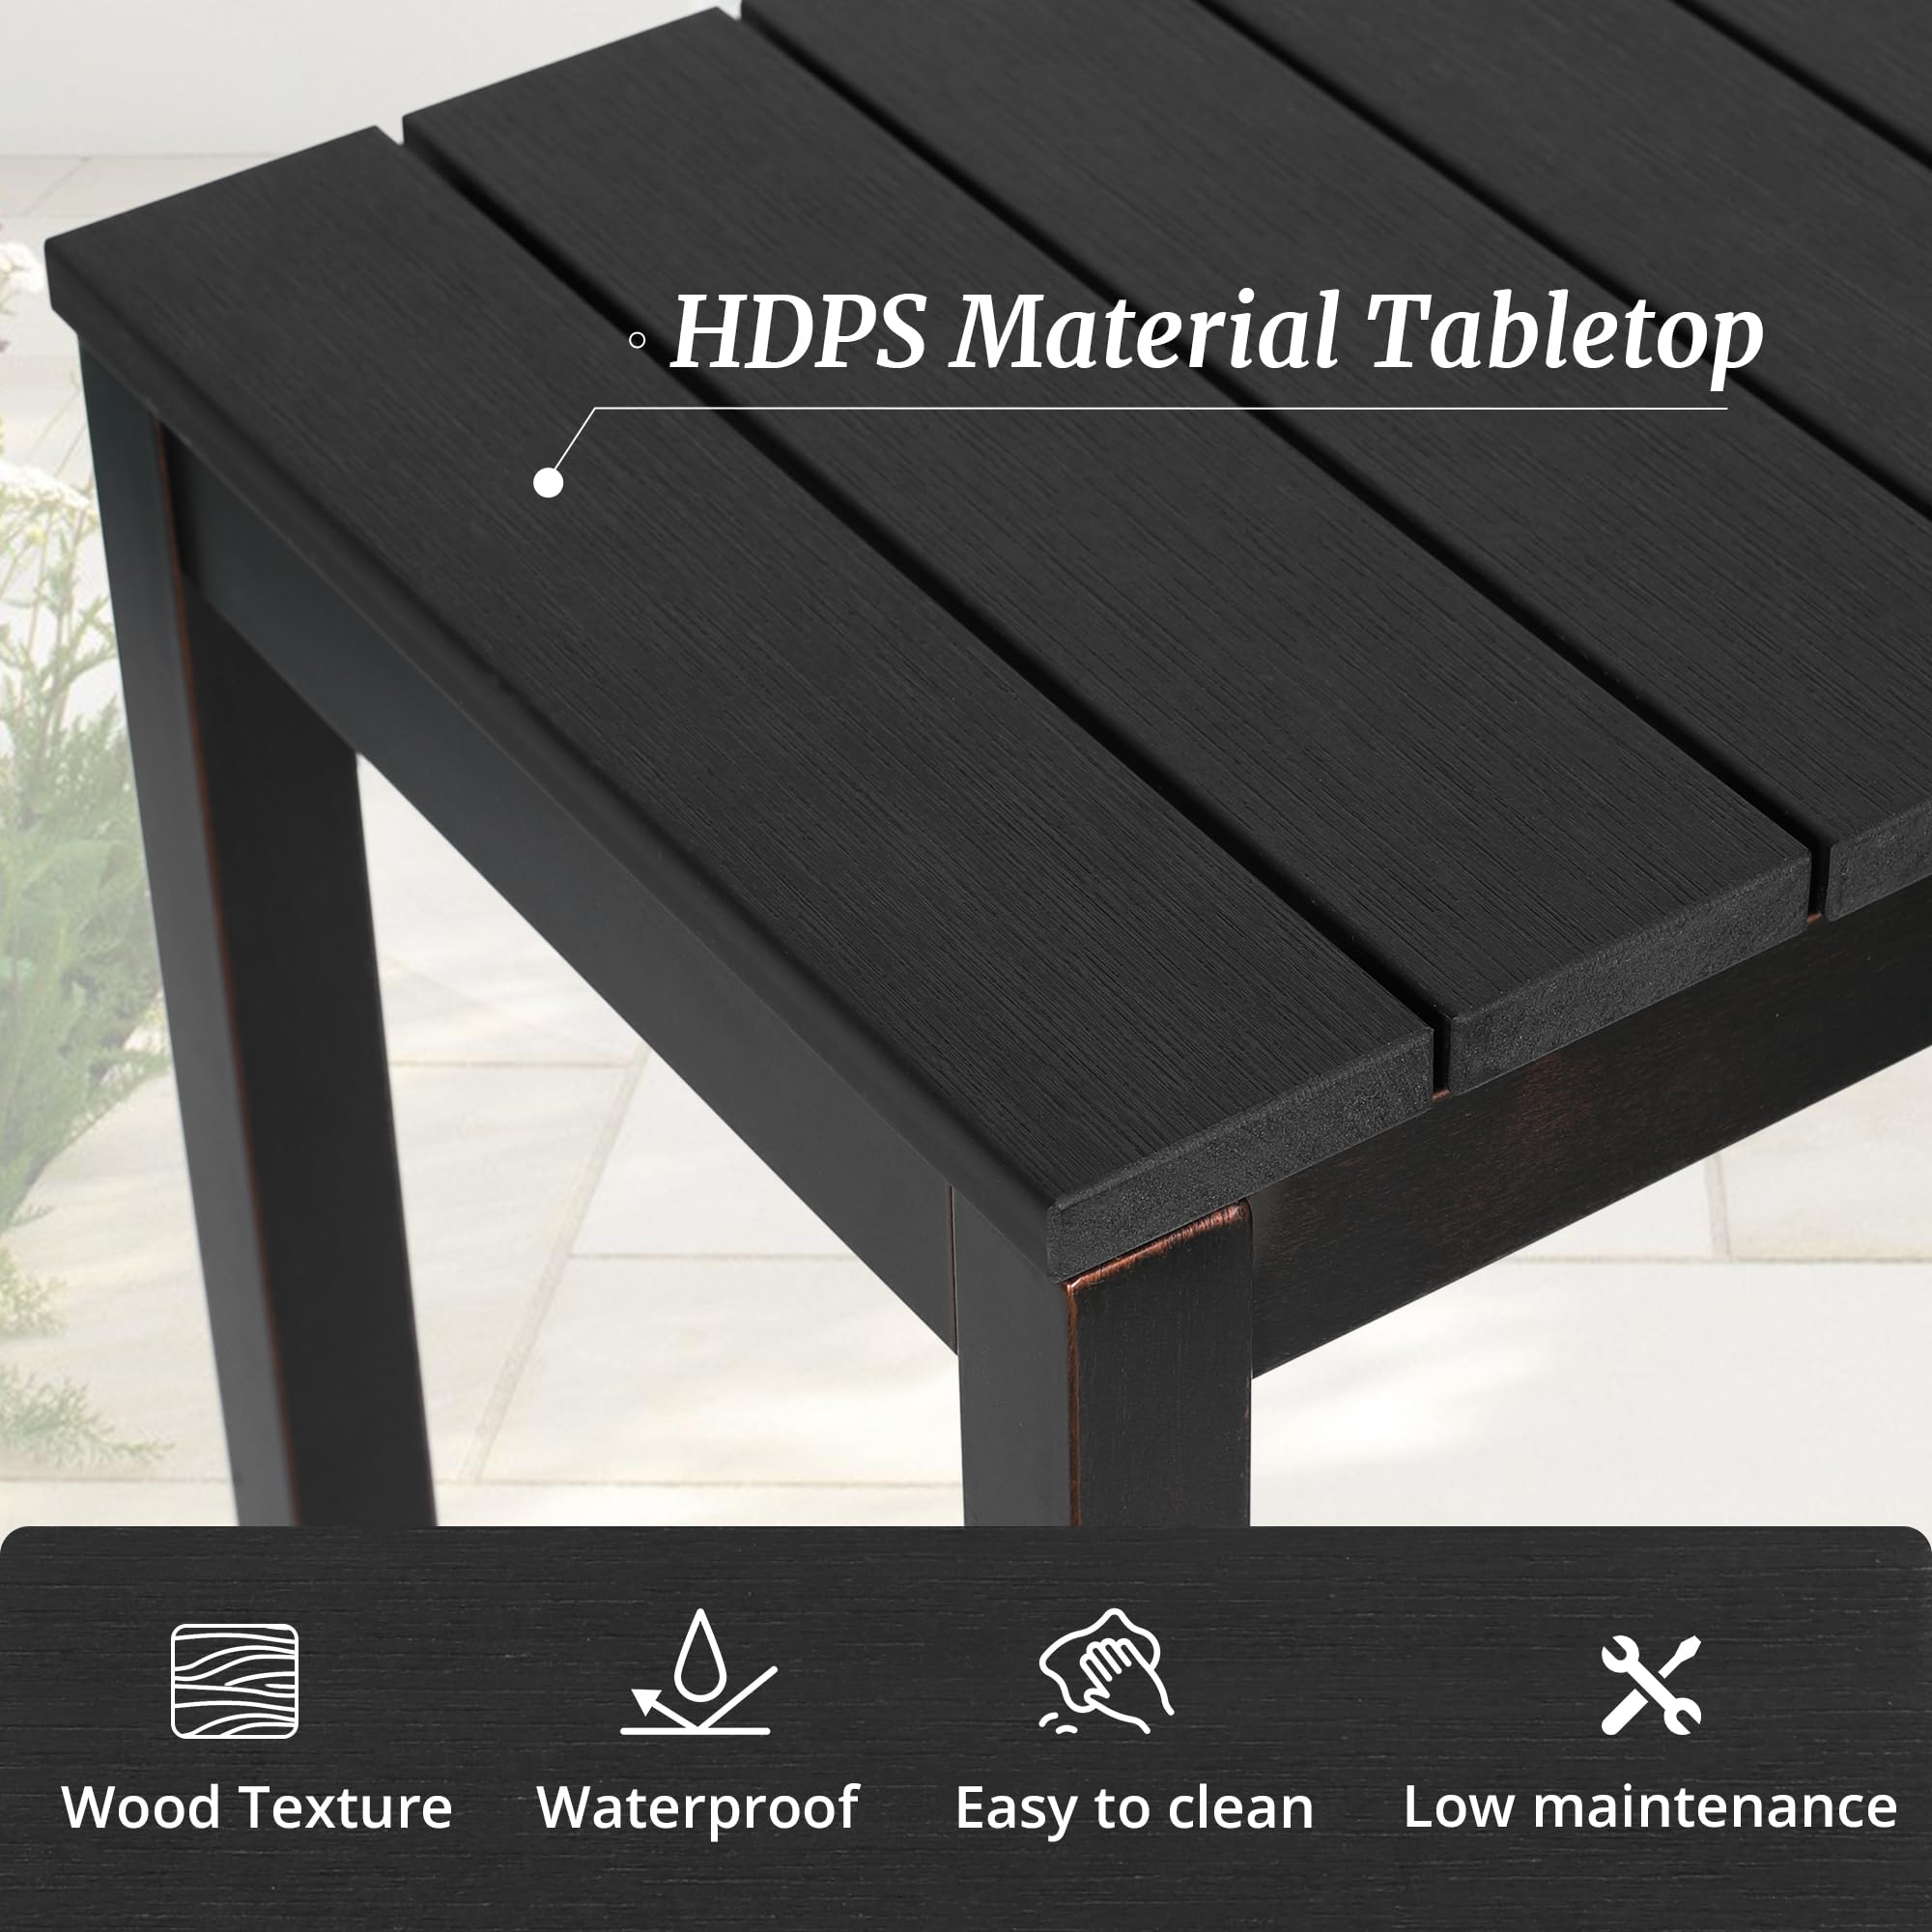 HDPS Material Tabletop
Wood Texture
Waterproof
Easy to clean
Low maintenance